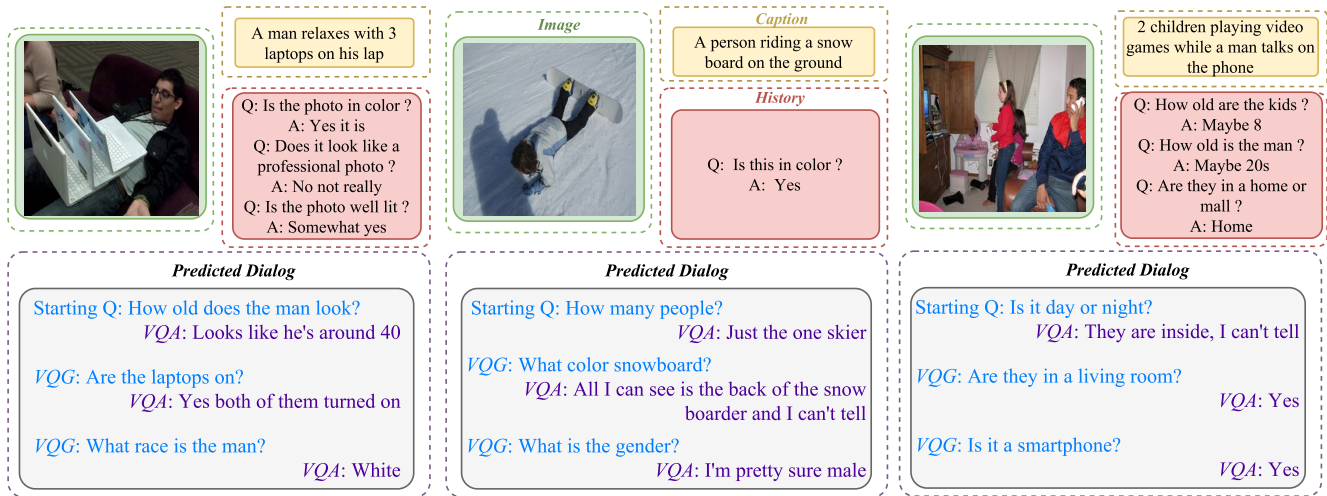 A man relaxes with 3
laptops on his lap
Q: Is the photo in color ?
A: Yes it is
Q: Does it look like a
professional photo ?
A: No not really
Q: Is the photo well lit ?
A: Somewhat yes
Predicted Dialog
Starting Q: How old does the man look?
VQA: Looks like he's around 40
VQG: Are the laptops on?
VQA: Yes both of them turned on
VQG: What race is the man?
VQA: White
Image
Caption
A person riding a snow
board on the ground
History
Q: Is this in color ?
A: Yes
Predicted Dialog
Starting Q: How many people?
VQA: Just the one skier
VQG: What color snowboard?
VQA: All I can see is the back of the snow
boarder and I can't tell
VQG: What is the gender?
VQA: I'm pretty sure male
2 children playing video
games while a man talks on
the phone
Q: How old are the kids ?
A: Maybe 8
Q: How old is the man ?
A: Maybe 20s
Q: Are they in a home or
mall ?
A: Home
Predicted Dialog
Starting Q: Is it day or night?
VQA: They are inside, I can't tell
VQG: Are they in a living room?
VQA: Yes
VQG: Is it a smartphone?
VQA: Yes